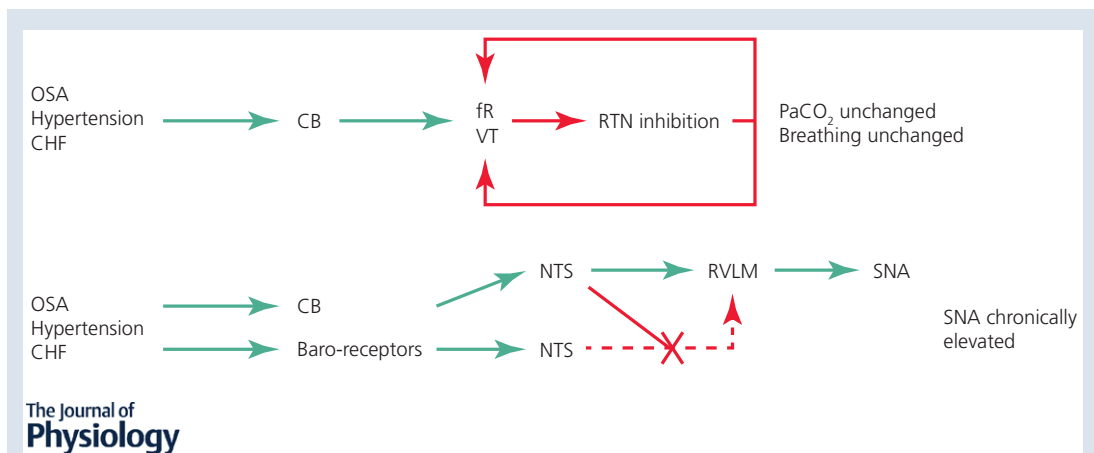 OSA
Hypertension
CHF
CB
fR
VT
RTN inhibition
PaCO₂ unchanged
Breathing unchanged
NTS
RVLM
SNA
OSA
Hypertension
CHF
CB
Baro-receptors
NTS
SNA chronically
elevated
The Journal of
Physiology